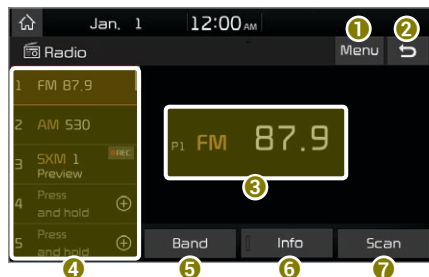 Jan. 1 12:00 AM
1 2
Radio Menu
1 FM 87.9
2 AM 530
3 SXM 1 REC
Preview
P1 FM 87.9
3
4 Press
and hold
5 Press
and hold
Band Info Scan
4 5 6 7